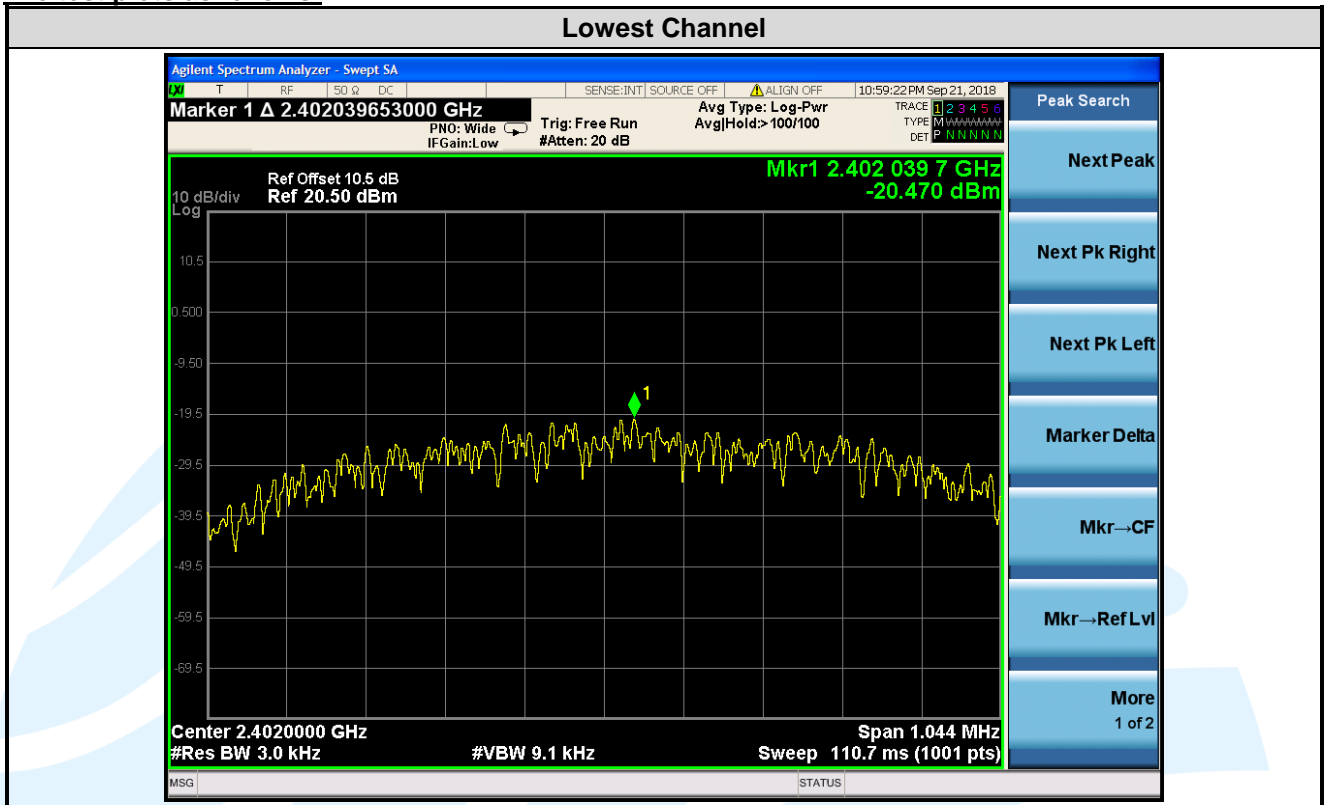 Lowest Channel
Agilent Spectrum Analyzer - Swept SA
LXI T RF 50 Ω DC SENSE:INT SOURCE OFF ALIGN OFF 10:59:22 PM Sep 21, 2018
Marker 1 Δ 2.402039653000 GHz
PNO: Wide
IFGain:Low
Trig: Free Run
#Atten: 20 dB
Avg Type: Log-Pwr
Avg|Hold:>100/100
TRACE 1 2 3 4 5 6
TYPE M
DET P N N N N N
Ref Offset 10.5 dB
10 dB/div Ref 20.50 dBm
Log
Mkr1 2.402 039 7 GHz
-20.470 dBm
10.5
0.500
-9.50
-19.5
-29.5
-39.5
-49.5
-59.5
-69.5
1
Center 2.4020000 GHz
#Res BW 3.0 kHz
#VBW 9.1 kHz
Span 1.044 MHz
Sweep 110.7 ms (1001 pts)
MSG
STATUS
Peak Search
Next Peak
Next Pk Right
Next Pk Left
Marker Delta
Mkr→CF
Mkr→Ref Lvl
More
1 of 2